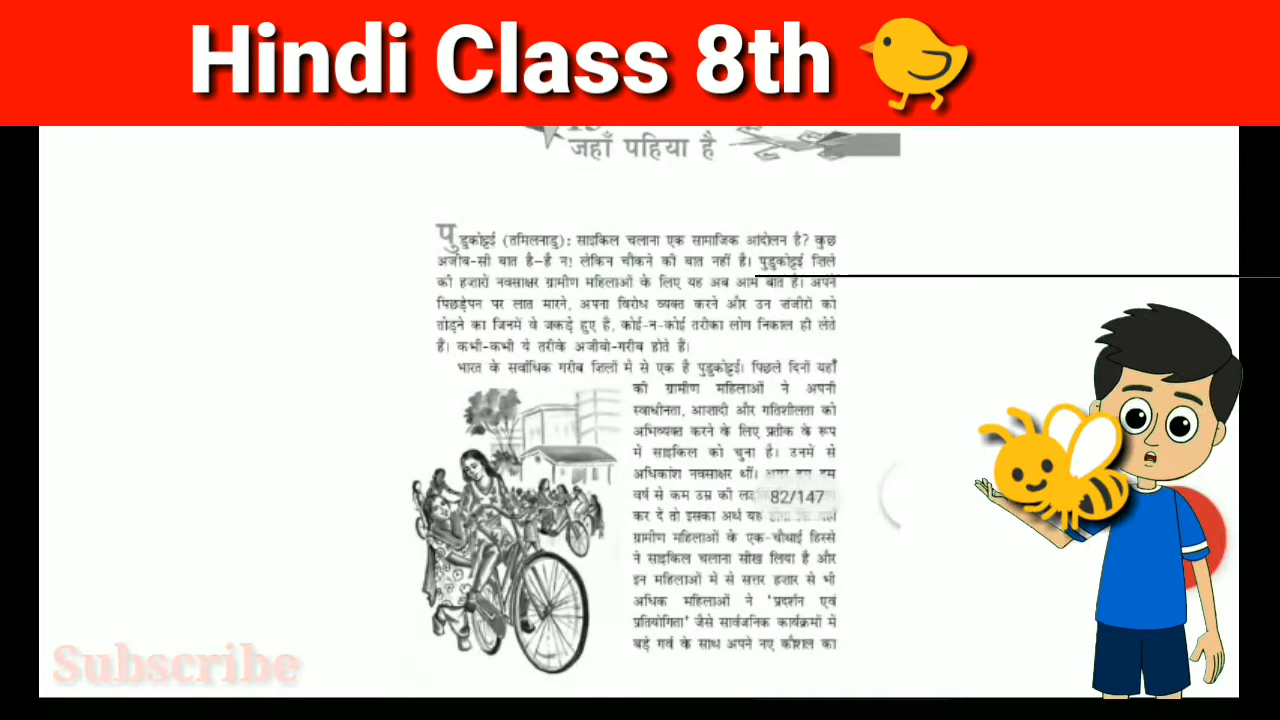 Hindi Class 8th
जहाँ पहिया है
पुडुकोट्टई (तमिलनाडु): साइकिल चलाना एक सामाजिक आंदोलन है? कुछ
अजीब-सी बात है–है न! लेकिन चौंकने की बात नहीं है। पुडुकोट्टई ज़िले
की हज़ारों नवसाक्षर ग्रामीण महिलाओं के लिए यह अब आम बात है। अपने
पिछड़ेपन पर लात मारने, अपना विरोध व्यक्त करने और उन जंजीरों को
तोड़ने का जिनमें वे जकड़े हुए हैं, कोई-न-कोई तरीका लोग निकाल ही लेते
हैं। कभी-कभी ये तरीके अजीबो-गरीब होते हैं।
भारत के सर्वाधिक गरीब ज़िलों में से एक है पुडुकोट्टई। पिछले दिनों यहाँ
की ग्रामीण महिलाओं ने अपनी
स्वाधीनता, आज़ादी और गतिशीलता को
अभिव्यक्त करने के लिए प्रतीक के रूप
में साइकिल को चुना है। उनमें से
अधिकांश नवसाक्षर थीं।
वर्ष से कम उम्र की
82/147
कर दें तो इसका अर्थ यह
ग्रामीण महिलाओं के एक-चौथाई हिस्से
ने साइकिल चलाना सीख लिया है और
इन महिलाओं में से सत्तर हज़ार से भी
अधिक महिलाओं ने 'प्रदर्शन एवं
प्रतियोगिता' जैसे सार्वजनिक कार्यक्रमों में
बड़े गर्व के साथ अपने नए कौशल का
Subscribe